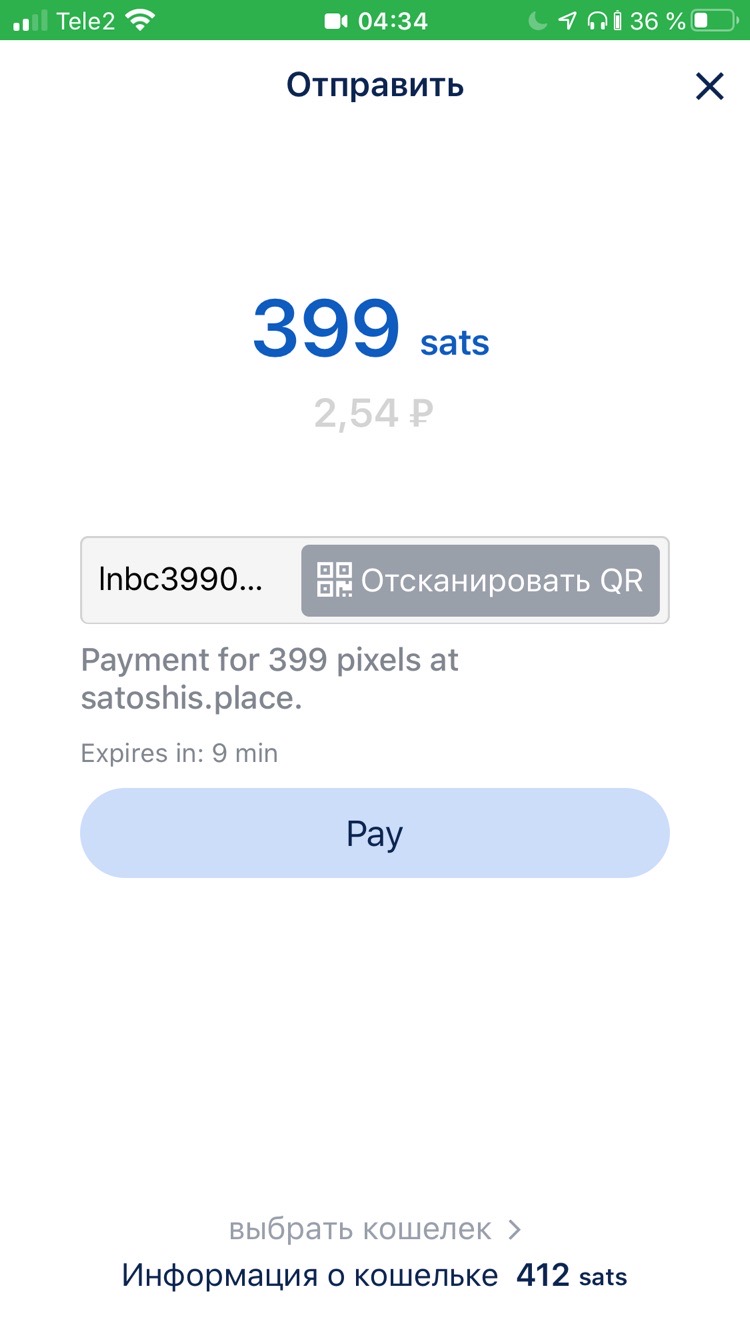 Tele2 04:34 36 %
Отправить
399 sats
2,54 ₽
lnbc3990... Отсканировать QR
Payment for 399 pixels at
satoshis.place.
Expires in: 9 min
Pay
выбрать кошелек
Информация о кошельке 412 sats